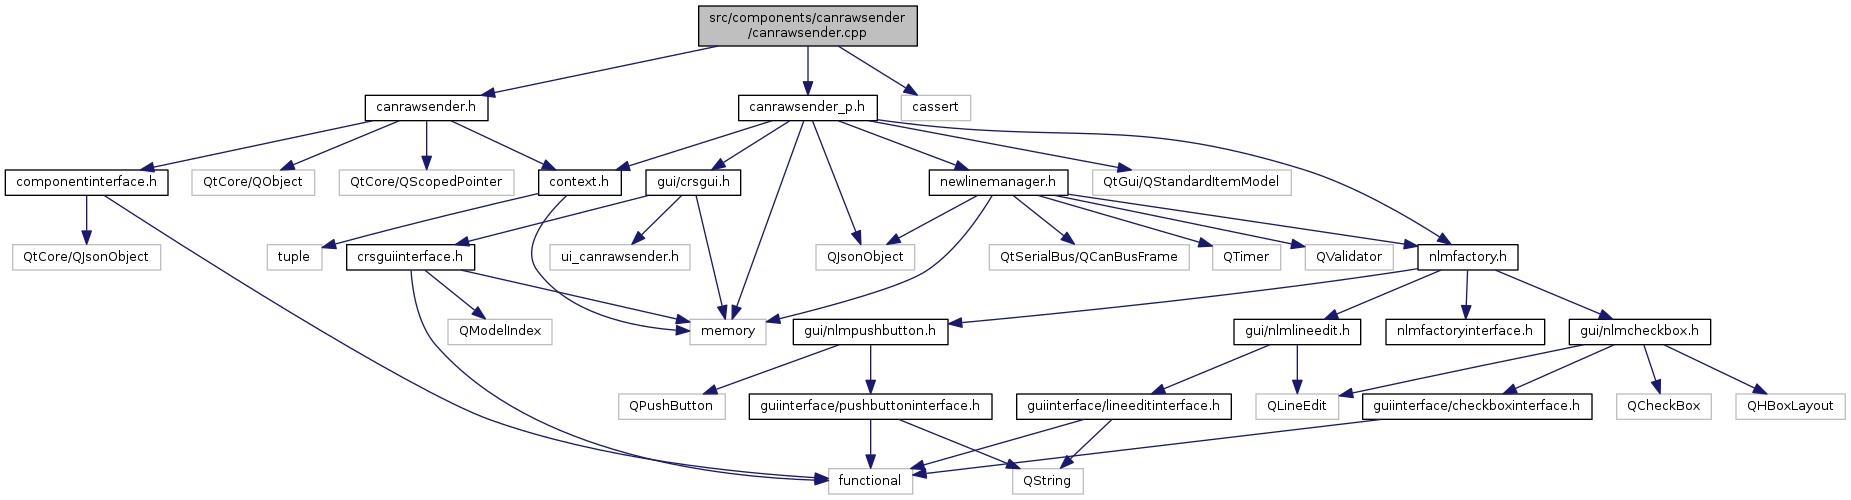 src/components/canrawsender
/canrawsender.cpp
canrawsender.h
canrawsender_p.h
cassert
componentinterface.h
QtCore/QObject
QtCore/QScopedPointer
context.h
gui/crsgui.h
newlinemanager.h
QtGui/QStandardItemModel
QtCore/QJsonObject
tuple
crsguiinterface.h
ui_canrawsender.h
QJsonObject
QtSerialBus/QCanBusFrame
QTimer
QValidator
nlmfactory.h
QModelIndex
memory
gui/nlmpushbutton.h
gui/nlmlineedit.h
nlmfactoryinterface.h
gui/nlmcheckbox.h
QPushButton
guiinterface/pushbuttoninterface.h
guiinterface/lineeditinterface.h
QLineEdit
guiinterface/checkboxinterface.h
QCheckBox
QHBoxLayout
functional
QString